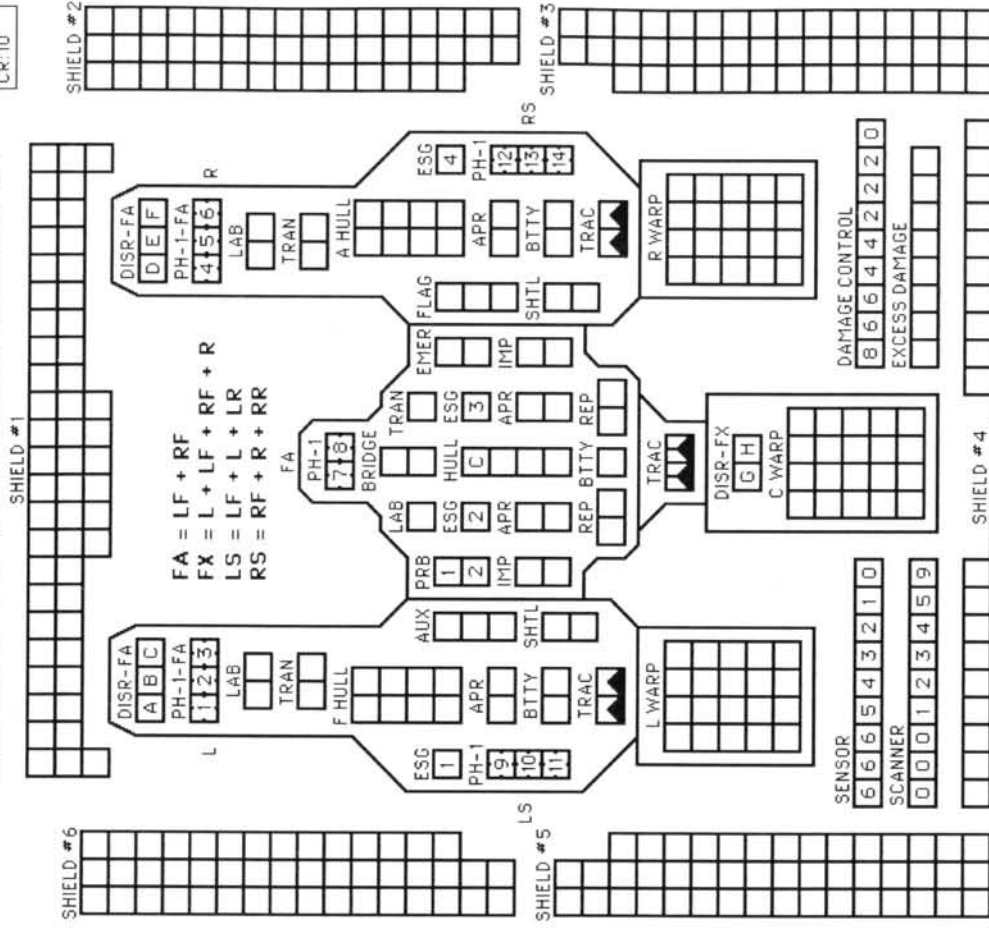 CR:10
SHIELD #2
SHIELD #1
SHIELD #3
SHIELD #6
SHIELD #5
SHIELD #4
FA = LF + RF
FX = L + LF + RF + R
LS = LF + L + LR
RS = RF + R + RR
L
DISR-FA
A B C
PH-1-FA
1 2 3
LAB
TRAN
F HULL
APR
BTTY
TRAC
ESG
1
PH-1
9
10
11
LS
AUX
SHTL
L WARP
FA
PH-1
7 8
BRIDGE
PRB
1
2
IMP
LAB
ESG
2
APR
REP
HULL
C
BTTY
TRAN
ESG
3
APR
REP
EMER
IMP
TRAC
DISR-FX
G H
C WARP
R
DISR-FA
D E F
PH-1-FA
4 5 6
LAB
TRAN
A HULL
APR
BTTY
TRAC
FLAG
SHTL
ESG
4
PH-1
12
13
14
RS
R WARP
SENSOR
6 6 6 5 4 3 2 1 0
SCANNER
0 0 0 1 2 3 4 5 9
DAMAGE CONTROL
8 6 6 4 4 2 2 2 0
EXCESS DAMAGE